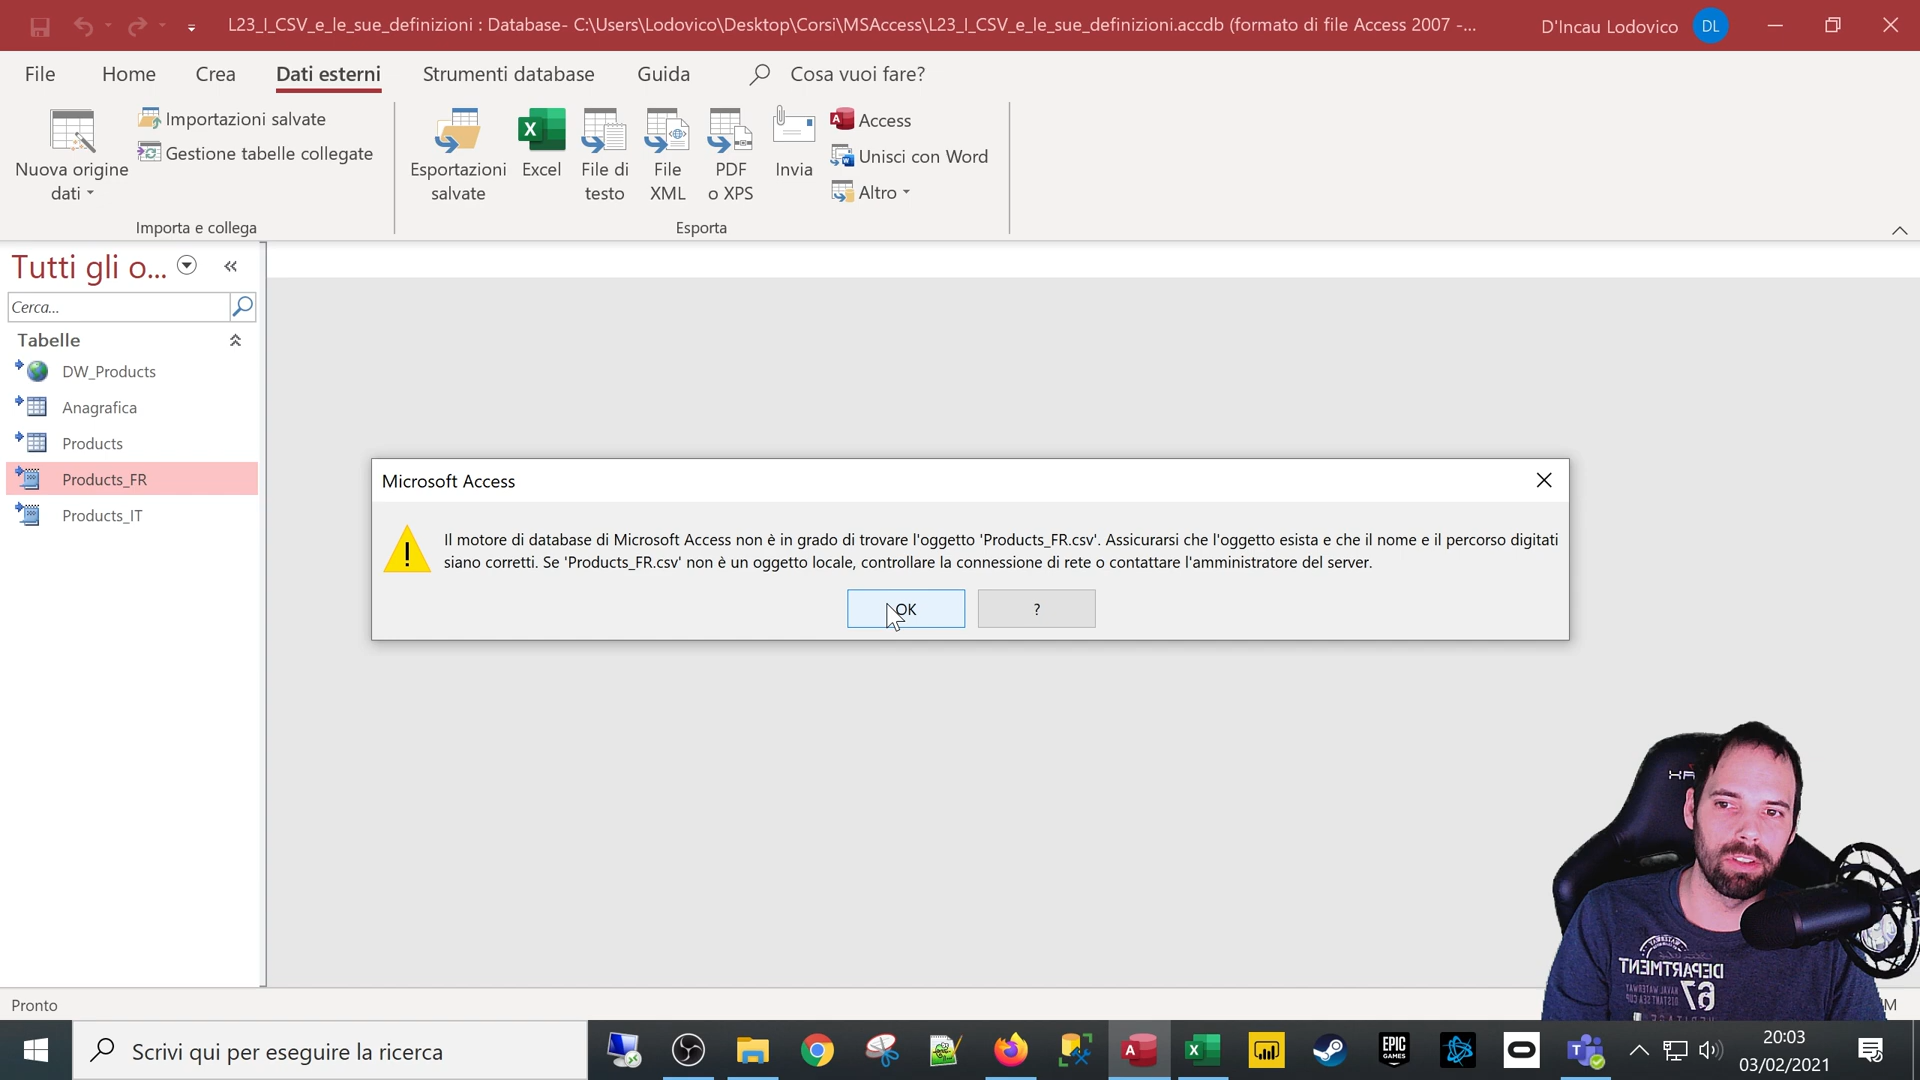 L23_I_CSV_e_le_sue_definizioni : Database- C:\Users\Lodovico\Desktop\Corsi\MSAccess\L23_I_CSV_e_le_sue_definizioni.accdb (formato di file Access 2007 -...
D'Incau Lodovico
DL
File
Home
Crea
Dati esterni
Strumenti database
Guida
Cosa vuoi fare?
Nuova origine
dati
Importazioni salvate
Gestione tabelle collegate
Importa e collega
Esportazioni
salvate
Excel
File di
testo
File
XML
PDF
o XPS
Invia
Access
Unisci con Word
Altro
Esporta
Tutti gli o...
Cerca...
Tabelle
DW_Products
Anagrafica
Products
Products_FR
Products_IT
Microsoft Access
Il motore di database di Microsoft Access non è in grado di trovare l'oggetto 'Products_FR.csv'. Assicurarsi che l'oggetto esista e che il nome e il percorso digitati
siano corretti. Se 'Products_FR.csv' non è un oggetto locale, controllare la connessione di rete o contattare l'amministratore del server.
OK
?
DEPARTMENT
67
Pronto
Scrivi qui per eseguire la ricerca
EPIC
GAMES
20:03
03/02/2021